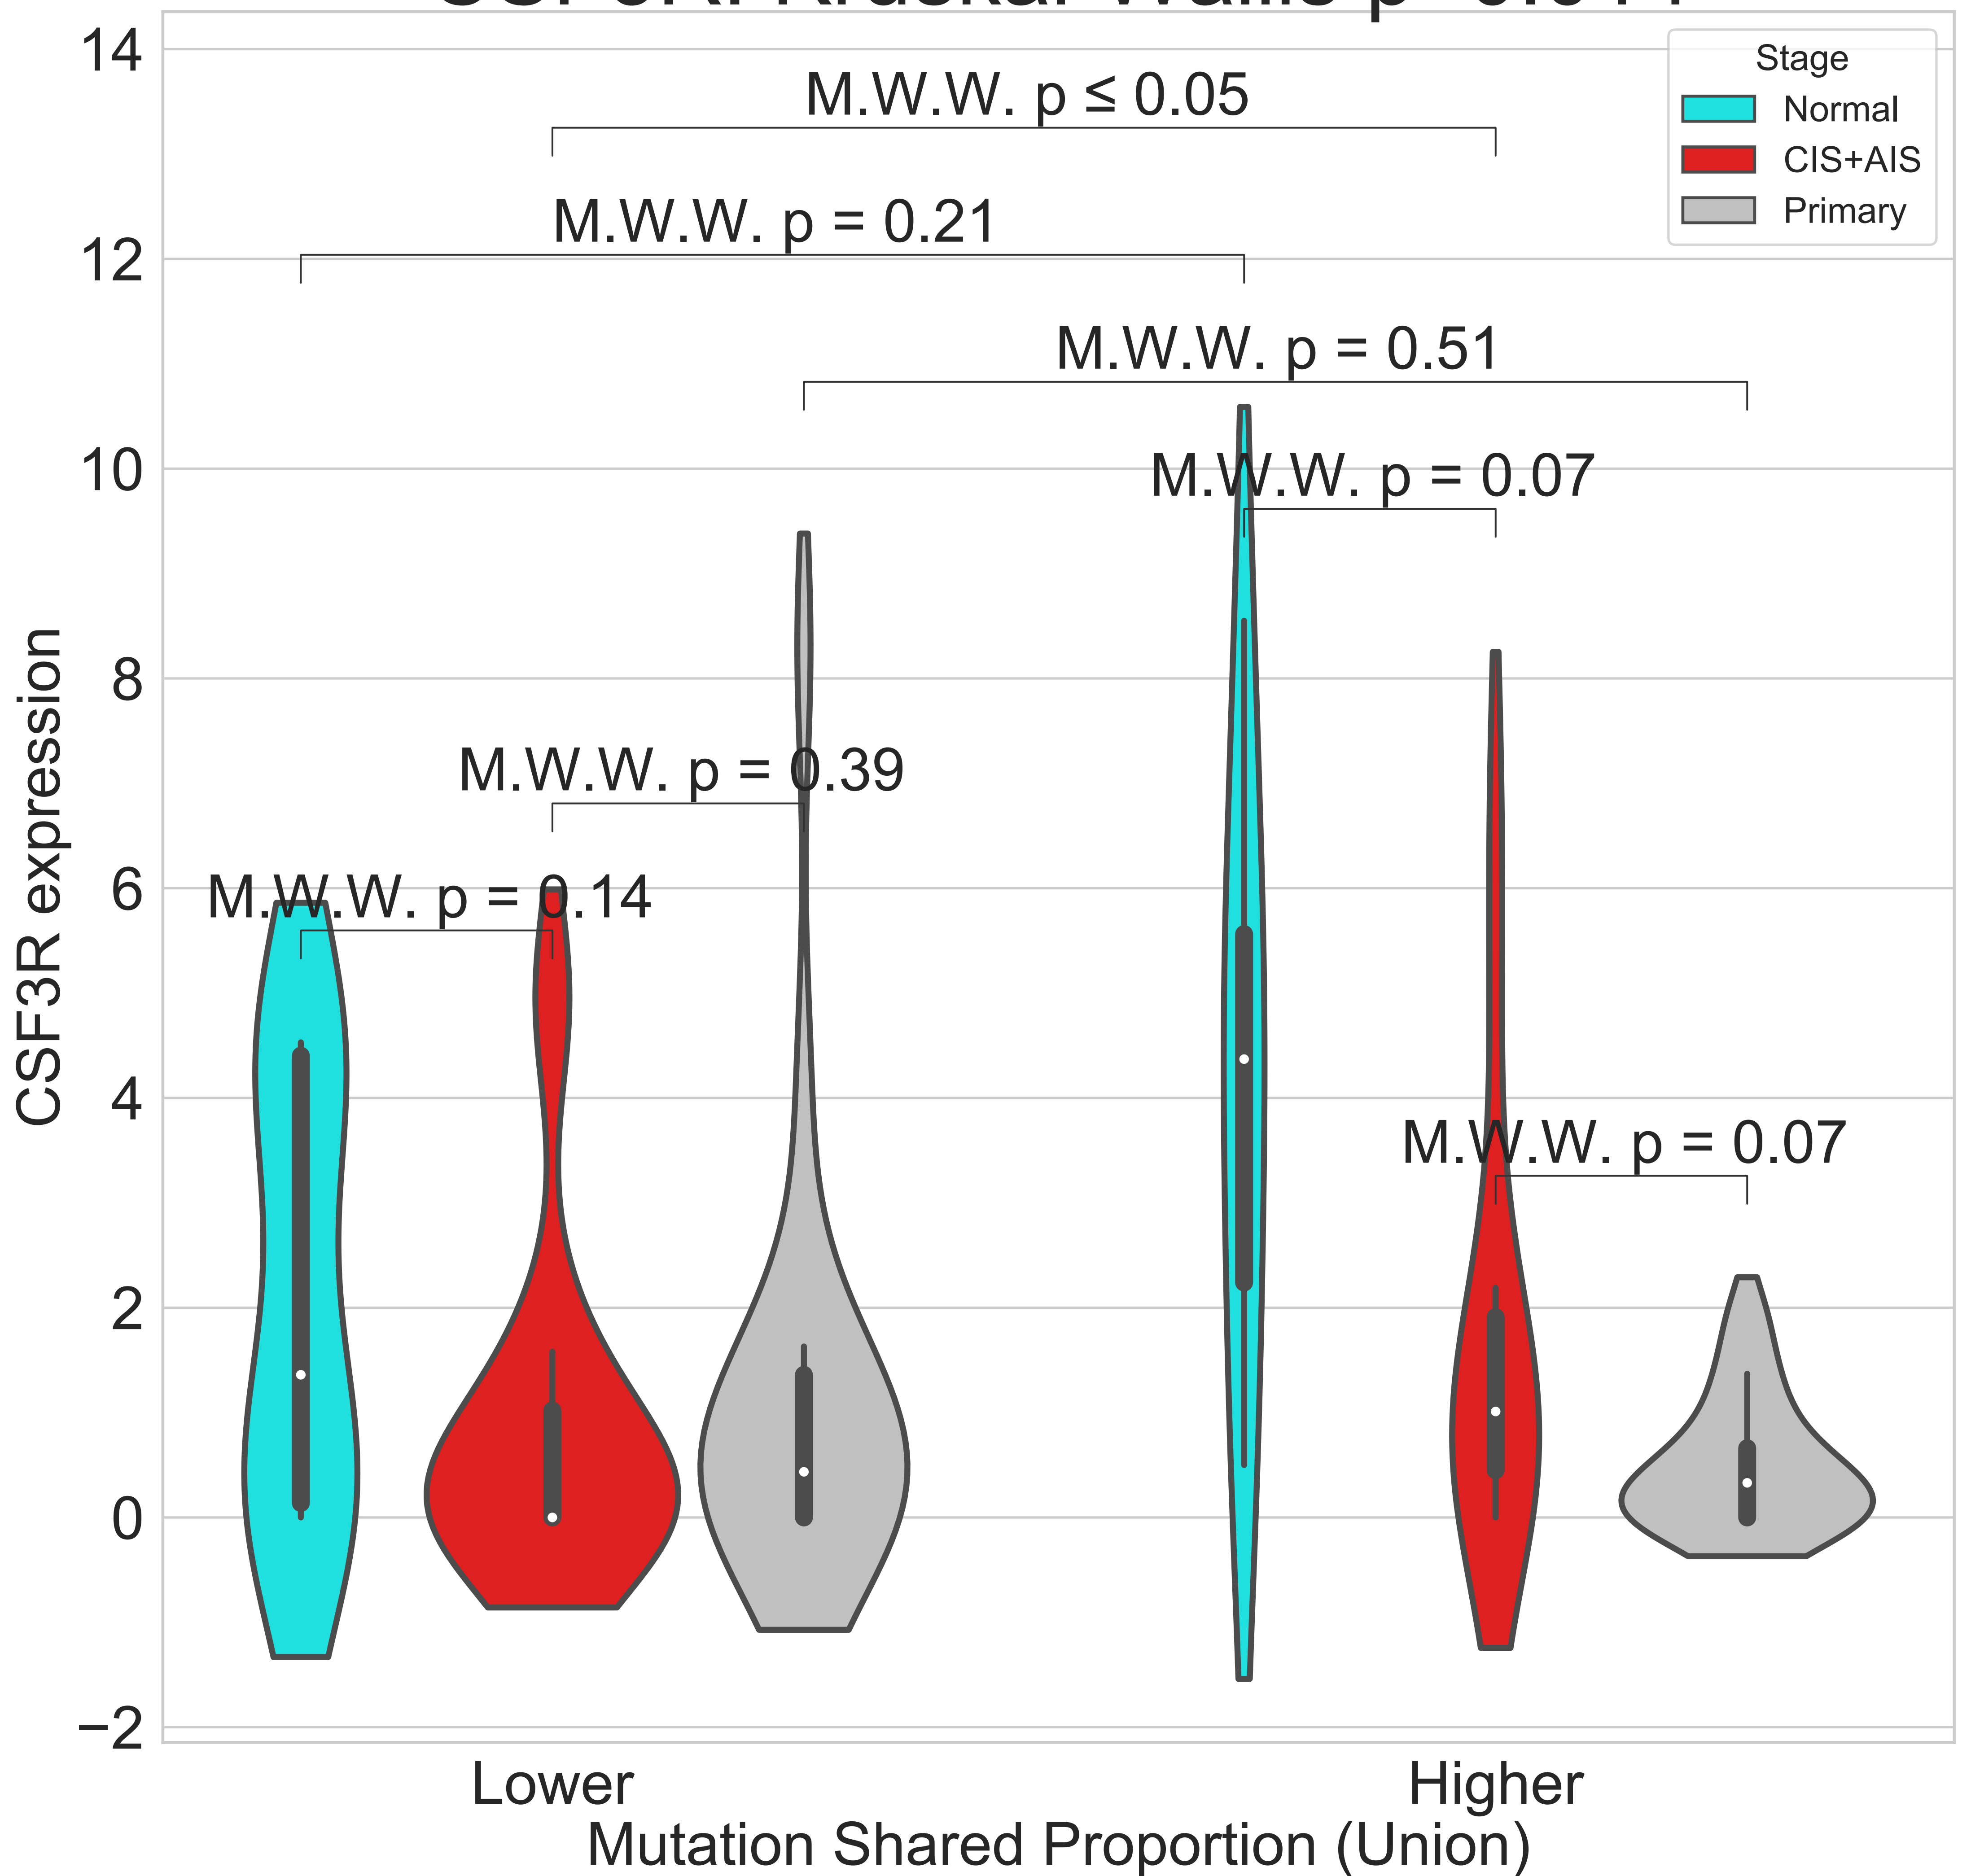 14
12
10
8
6
4
2
0
−2
CSF3R expression
M.W.W. p ≤ 0.05
M.W.W. p = 0.21
M.W.W. p = 0.51
M.W.W. p = 0.07
M.W.W. p = 0.39
M.W.W. p = 0.14
M.W.W. p = 0.07
Stage
Normal
CIS+AIS
Primary
Lower
Higher
Mutation Shared Proportion (Union)